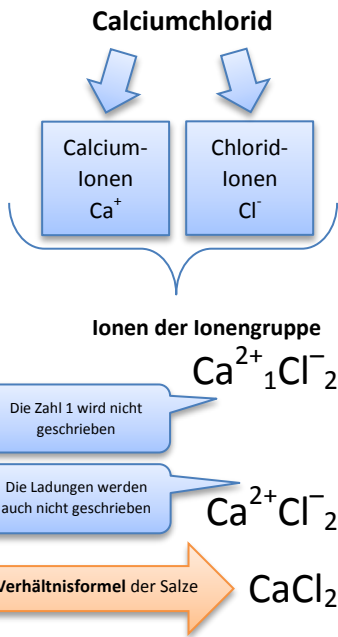 Calciumchlorid
Calcium-
Ionen
Ca⁺
Chlorid-
Ionen
Cl⁻
Ionen der Ionengruppe
Ca²⁺₁Cl⁻₂
Die Zahl 1 wird nicht
geschrieben
Die Ladungen werden
auch nicht geschrieben
Ca²⁺Cl⁻₂
Verhältnisformel der Salze
CaCl₂